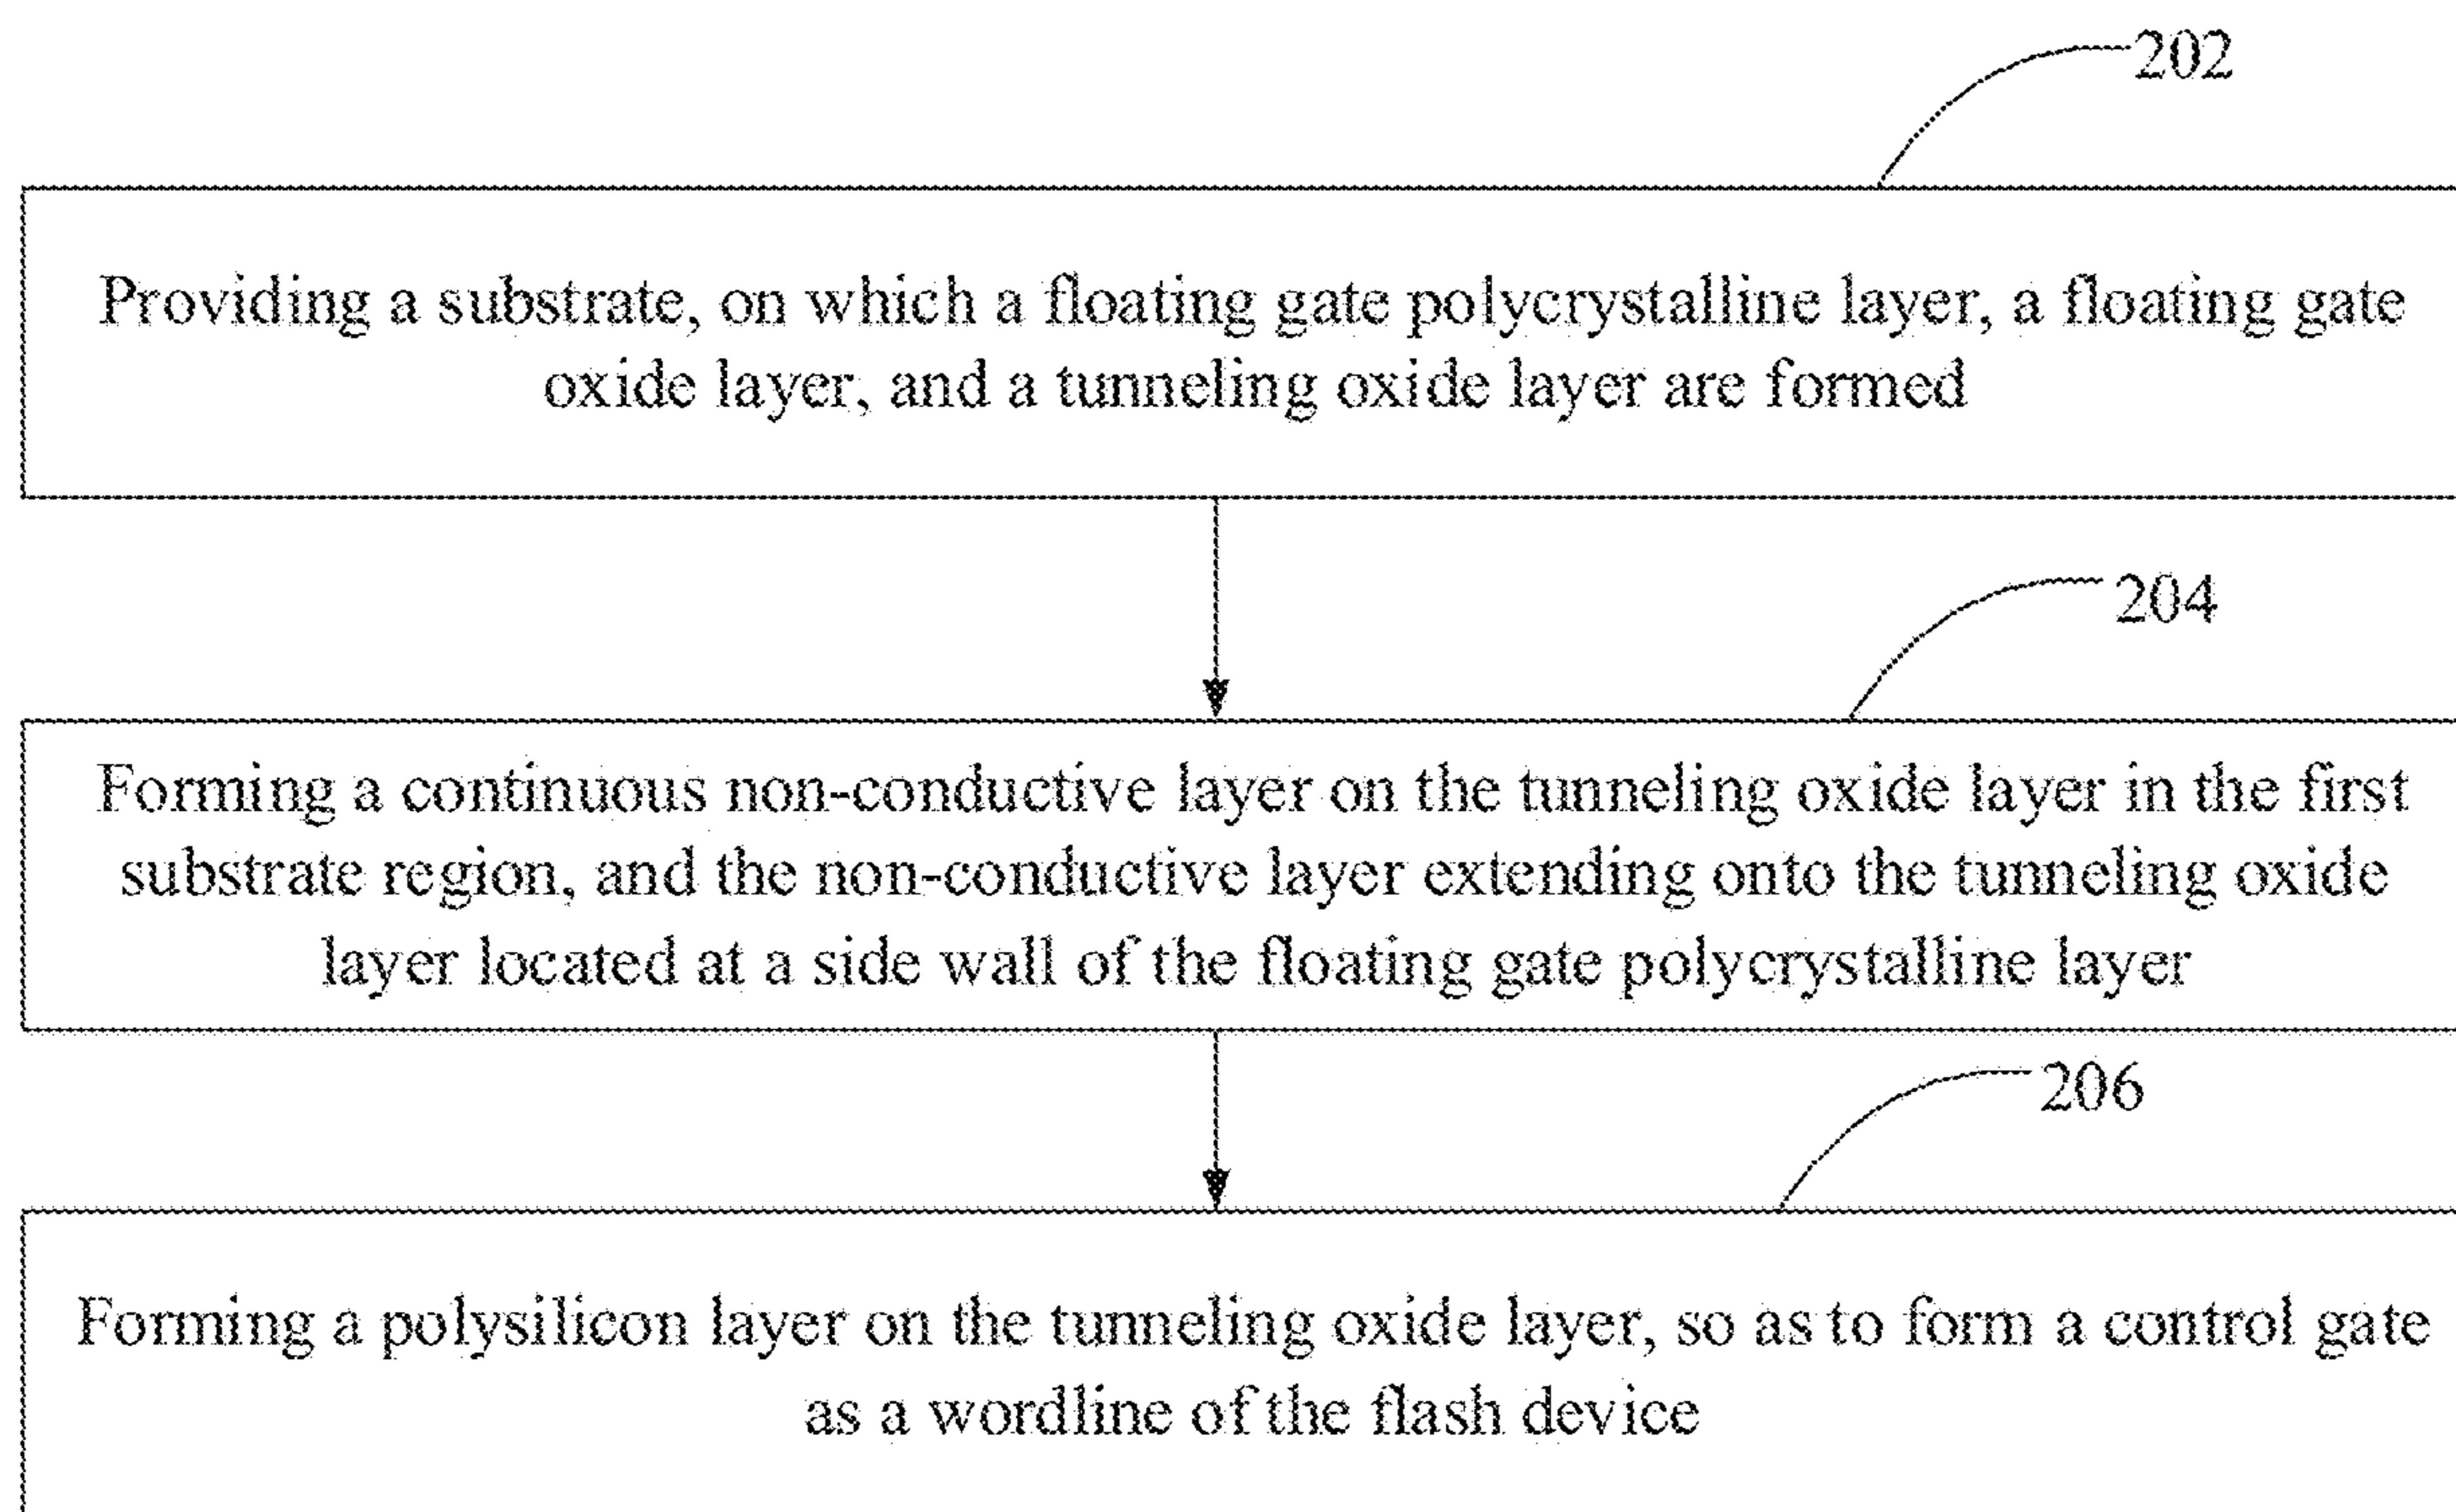 202
Providing a substrate, on which a floating gate polycrystalline layer, a floating gate
oxide layer, and a tunneling oxide layer are formed
204
Forming a continuous non-conductive layer on the tunneling oxide layer in the first
substrate region, and the non-conductive layer extending onto the tunneling oxide
layer located at a side wall of the floating gate polycrystalline layer
206
Forming a polysilicon layer on the tunneling oxide layer, so as to form a control gate
as a wordline of the flash device